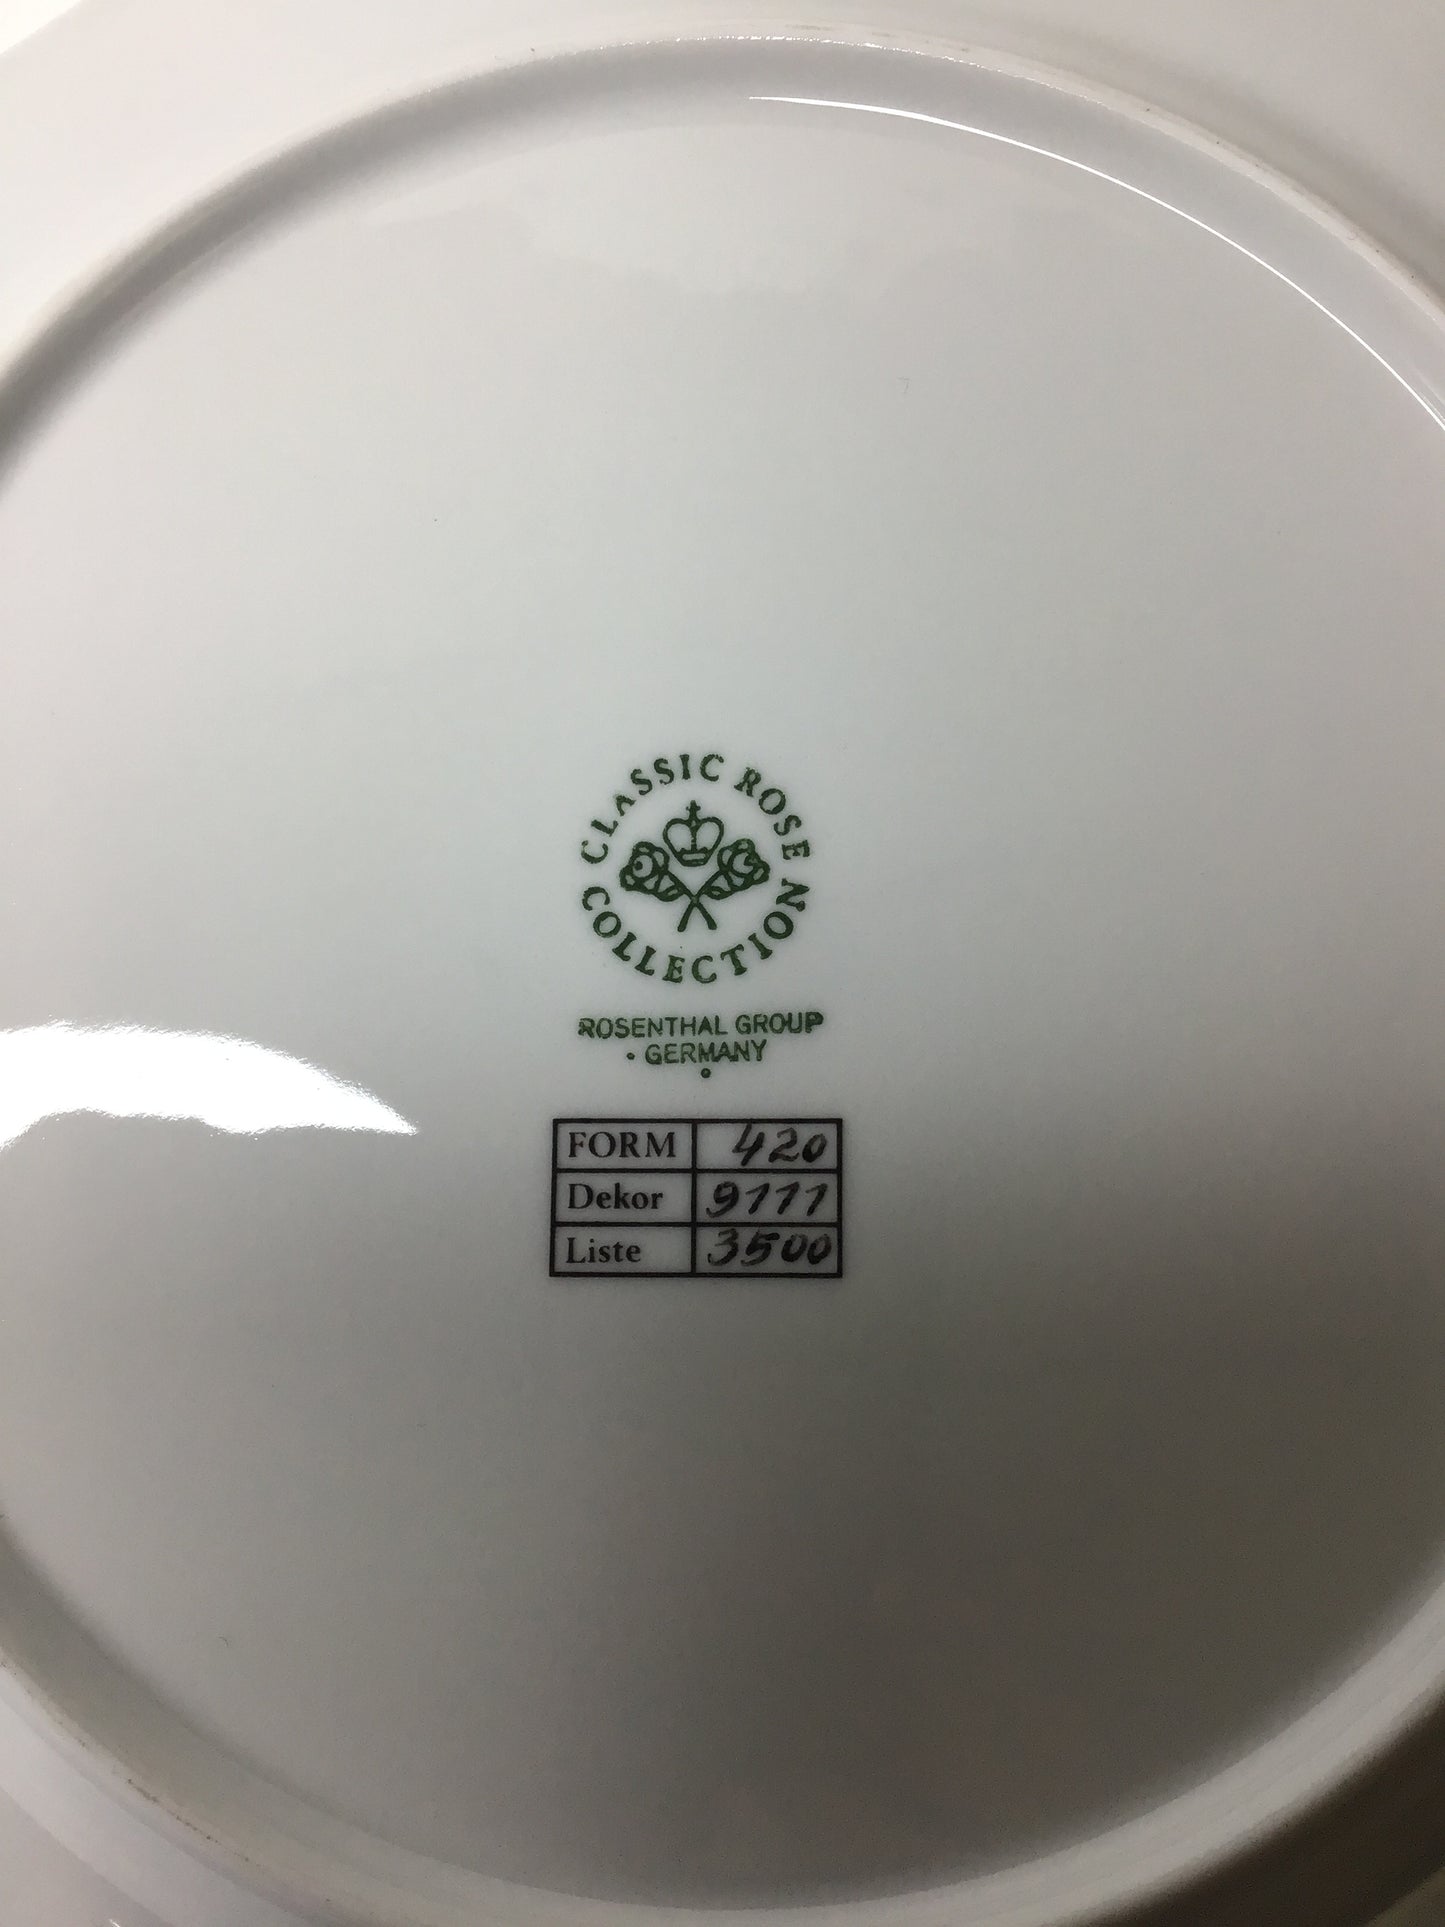 CLASSIC ROSE
COLLECTION
ROSENTHAL GROUP
GERMANY
FORM 420
Dekor 9111
Liste 3500